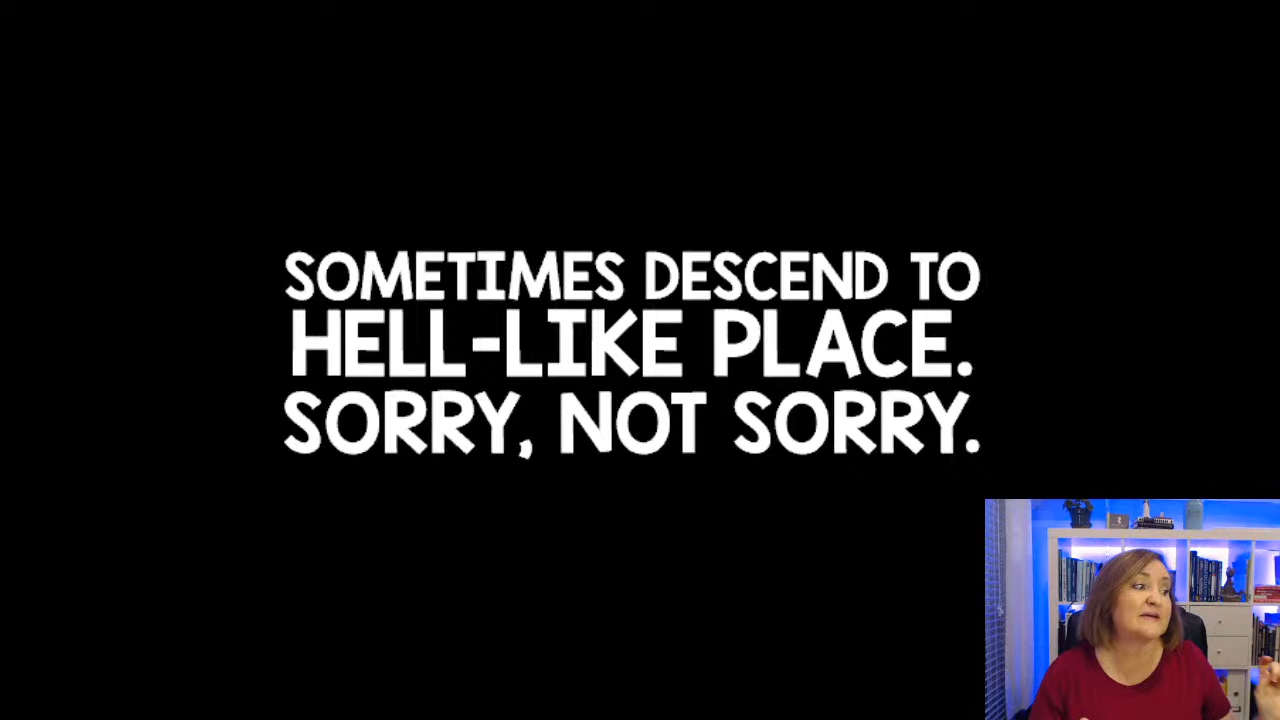 SOMETIMES DESCEND TO
HELL-LIKE PLACE.
SORRY, NOT SORRY.